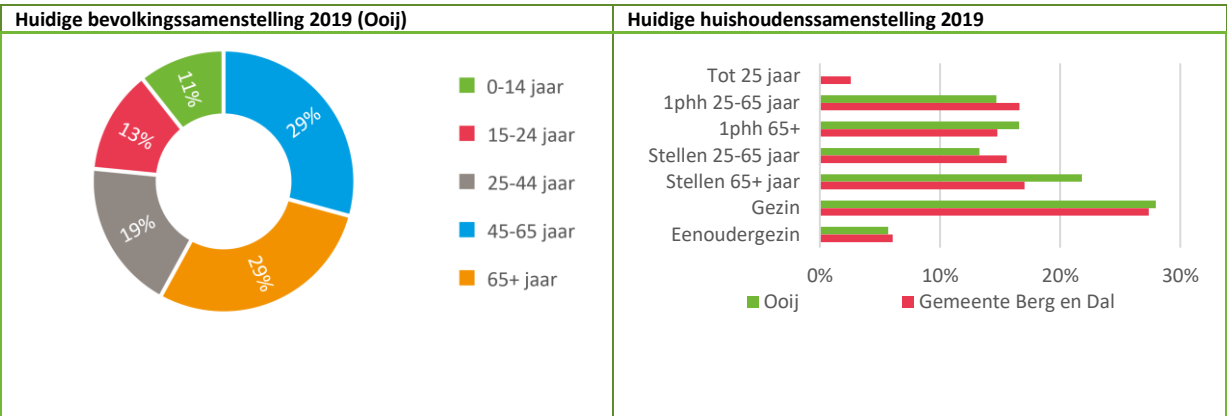 Huidige bevolkingssamenstelling 2019 (Ooij)
11%
29%
13%
19%
29%
0-14 jaar
15-24 jaar
25-44 jaar
45-65 jaar
65+ jaar
Huidige huishoudenssamenstelling 2019
Tot 25 jaar
1phh 25-65 jaar
1phh 65+
Stellen 25-65 jaar
Stellen 65+ jaar
Gezin
Eenoudergezin
0% 10% 20% 30%
Ooij Gemeente Berg en Dal